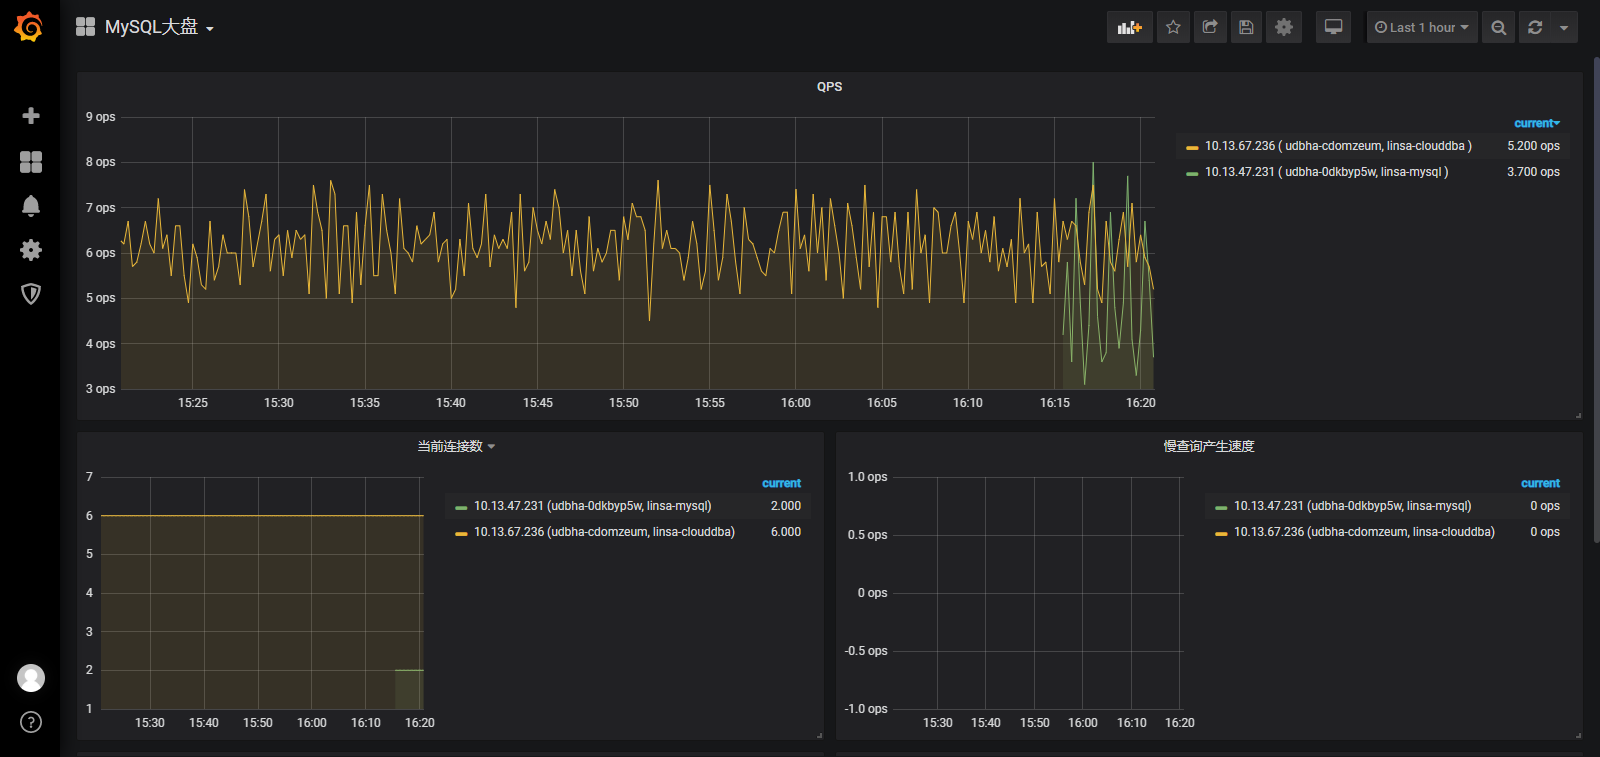 MySQL大盘
Last 1 hour
QPS
9 ops
8 ops
7 ops
6 ops
5 ops
4 ops
3 ops
15:25 15:30 15:35 15:40 15:45 15:50 15:55 16:00 16:05 16:10 16:15 16:20
current
10.13.67.236 ( udbha-cdomzeum, linsa-clouddba ) 5.200 ops
10.13.47.231 ( udbha-0dkbyp5w, linsa-mysql ) 3.700 ops
当前连接数
7
6
5
4
3
2
1
15:30 15:40 15:50 16:00 16:10 16:20
current
10.13.47.231 (udbha-0dkbyp5w, linsa-mysql) 2.000
10.13.67.236 (udbha-cdomzeum, linsa-clouddba) 6.000
慢查询产生速度
1.0 ops
0.5 ops
0 ops
-0.5 ops
-1.0 ops
15:30 15:40 15:50 16:00 16:10 16:20
current
10.13.47.231 (udbha-0dkbyp5w, linsa-mysql) 0 ops
10.13.67.236 (udbha-cdomzeum, linsa-clouddba) 0 ops